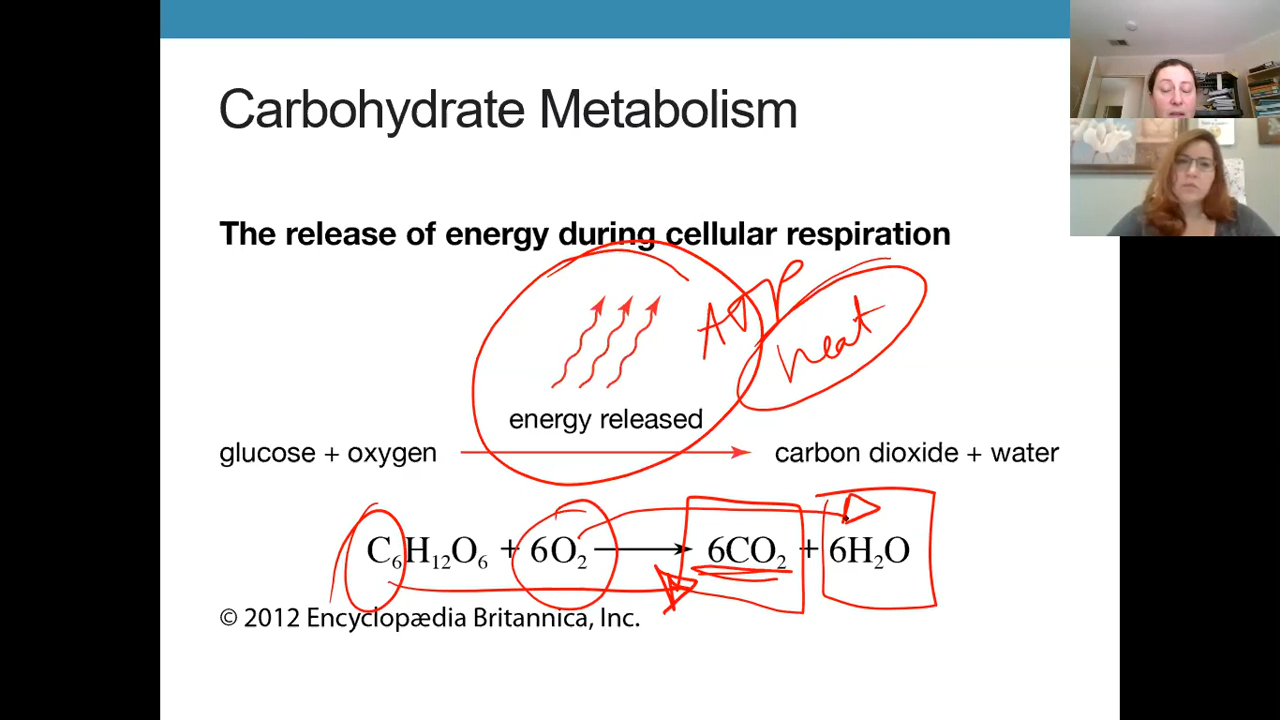 Carbohydrate Metabolism
The release of energy during cellular respiration
ATP
heat
energy released
glucose + oxygen
carbon dioxide + water
C₆H₁₂O₆ + 6O₂ ⟶ 6CO₂ + 6H₂O
© 2012 Encyclopædia Britannica, Inc.